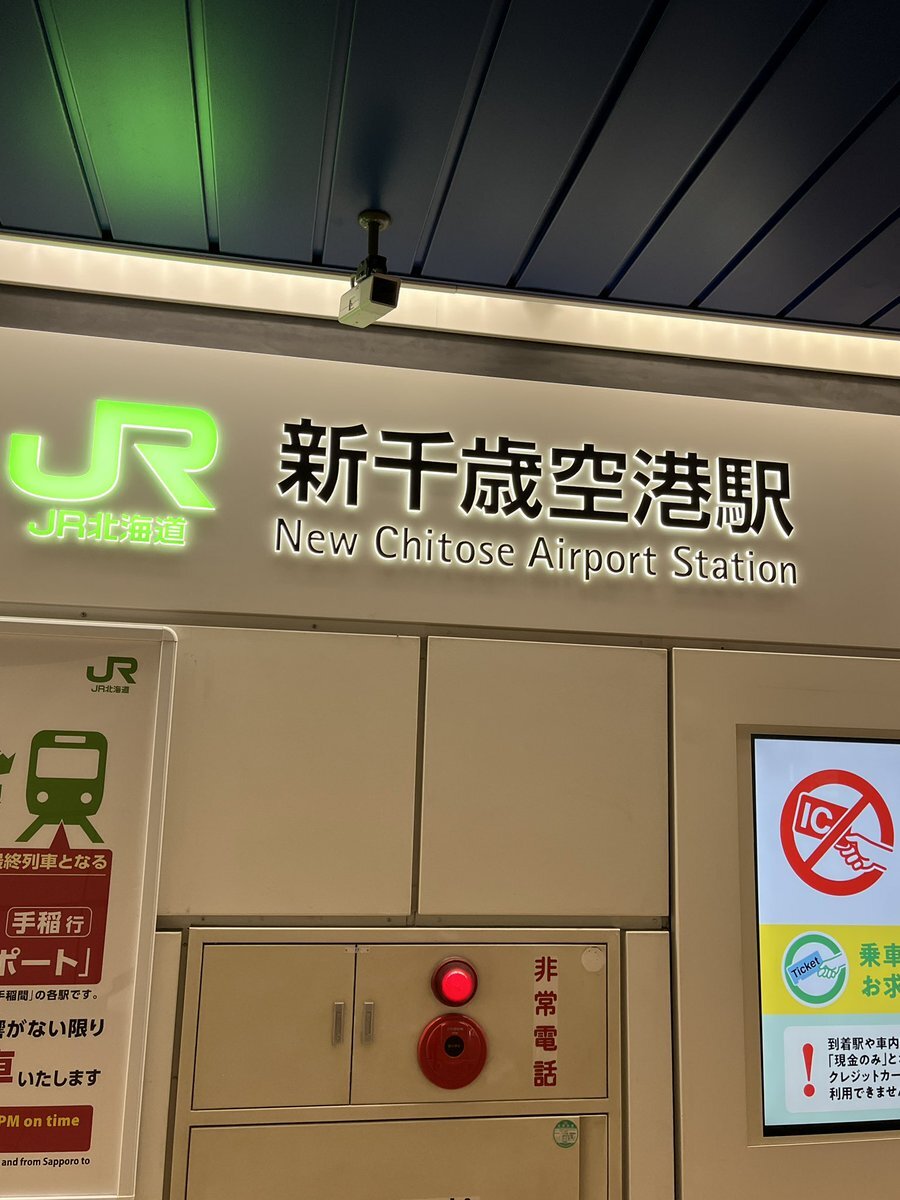 JR
JR北海道
新千歳空港駅
New Chitose Airport Station
JR
JR北海道
最終列車となる
手稲 行
ポート」
手稲間」の各駅です。
響がない限り
車いたします
PM on time
and from Sapporo to
非常電話
IC
Ticket
乗車
お求
到着駅や車内
「現金のみ」と
クレジットカー
利用できませ